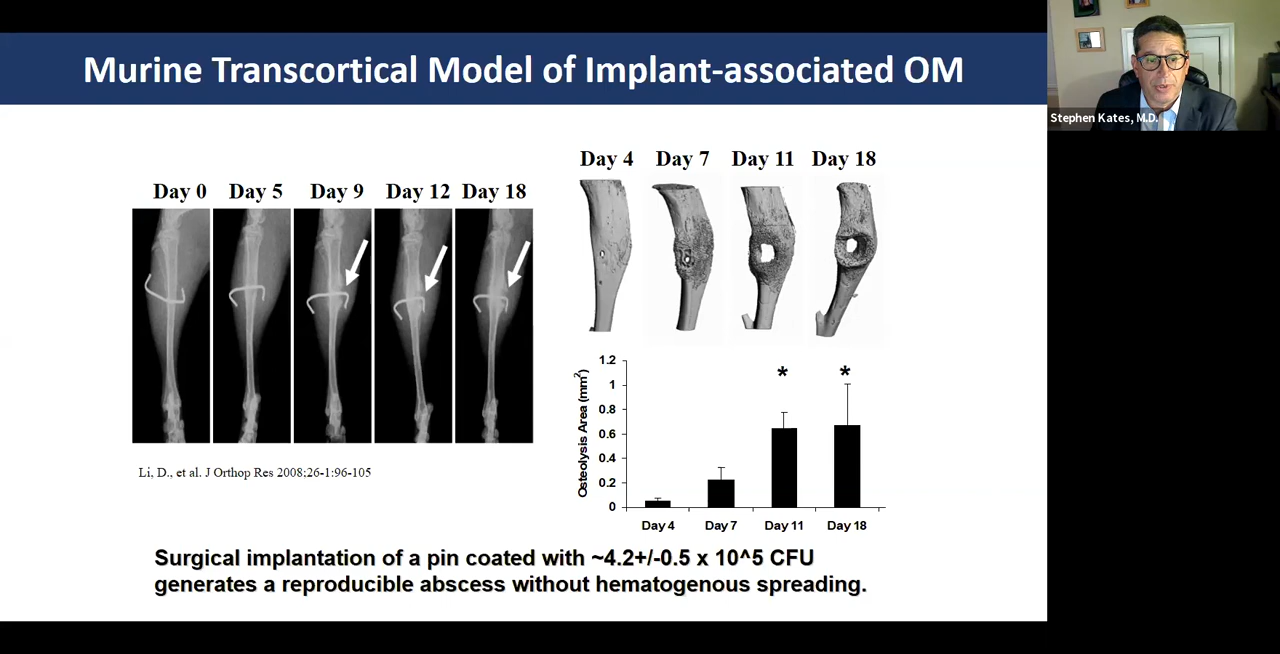 Murine Transcortical Model of Implant-associated OM
Stephen Kates, M.D.
Day 0 Day 5 Day 9 Day 12 Day 18
Day 4 Day 7 Day 11 Day 18
Osteolysis Area (mm²)
1.2
1
0.8
0.6
0.4
0.2
0
* *
Day 4 Day 7 Day 11 Day 18
Li, D., et al. J Orthop Res 2008;26-1:96-105
Surgical implantation of a pin coated with ~4.2+/-0.5 x 10^5 CFU
generates a reproducible abscess without hematogenous spreading.